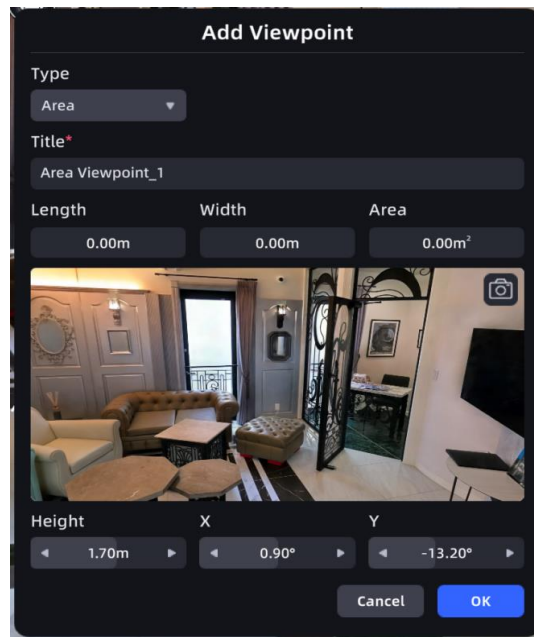 Add Viewpoint
Type
Area
Title*
Area Viewpoint_1
Length Width Area
0.00m 0.00m 0.00m²
Height X Y
1.70m 0.90° -13.20°
Cancel OK